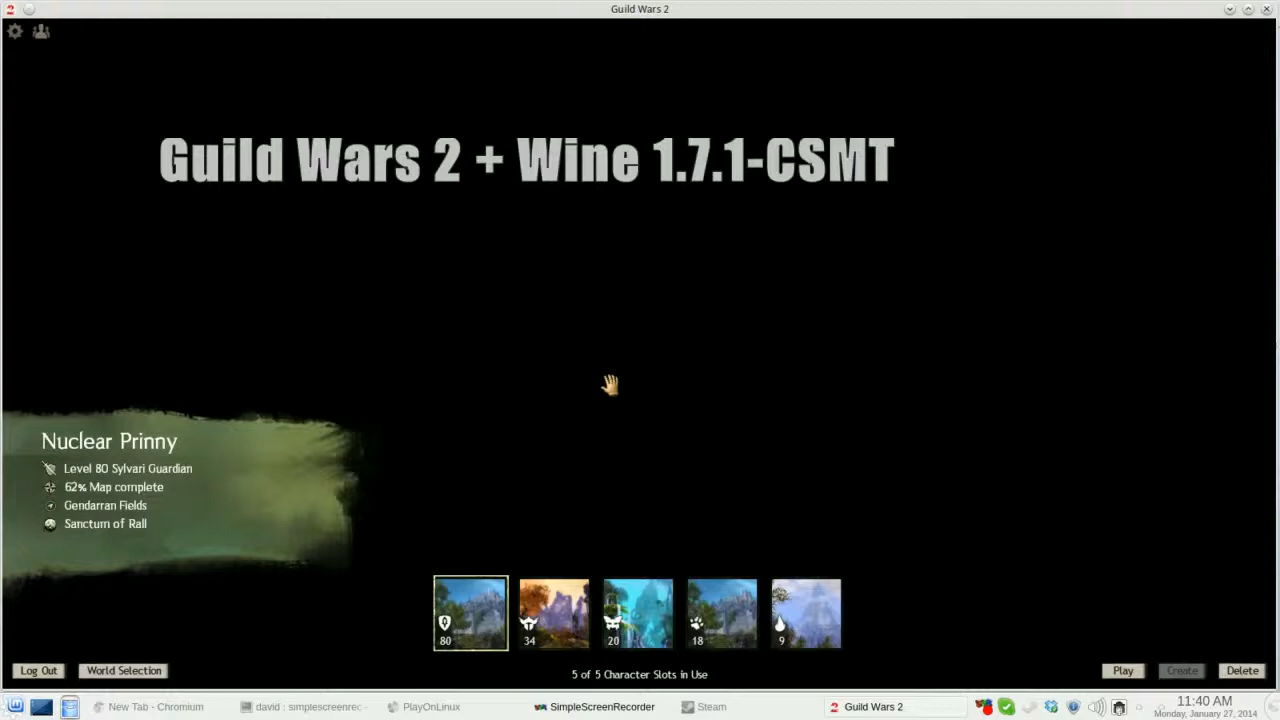 Guild Wars 2
Guild Wars 2 + Wine 1.7.1-CSMT
Nuclear Prinny
Level 80 Sylvari Guardian
62% Map complete
Gendarran Fields
Sanctum of Rall
80
34
20
18
9
Log Out
World Selection
5 of 5 Character Slots in Use
Play
Create
Delete
New Tab - Chromium
david : simplescreenrec
PlayOnLinux
SimpleScreenRecorder
Steam
2 Guild Wars 2
11:40 AM
Monday, January 27, 2014